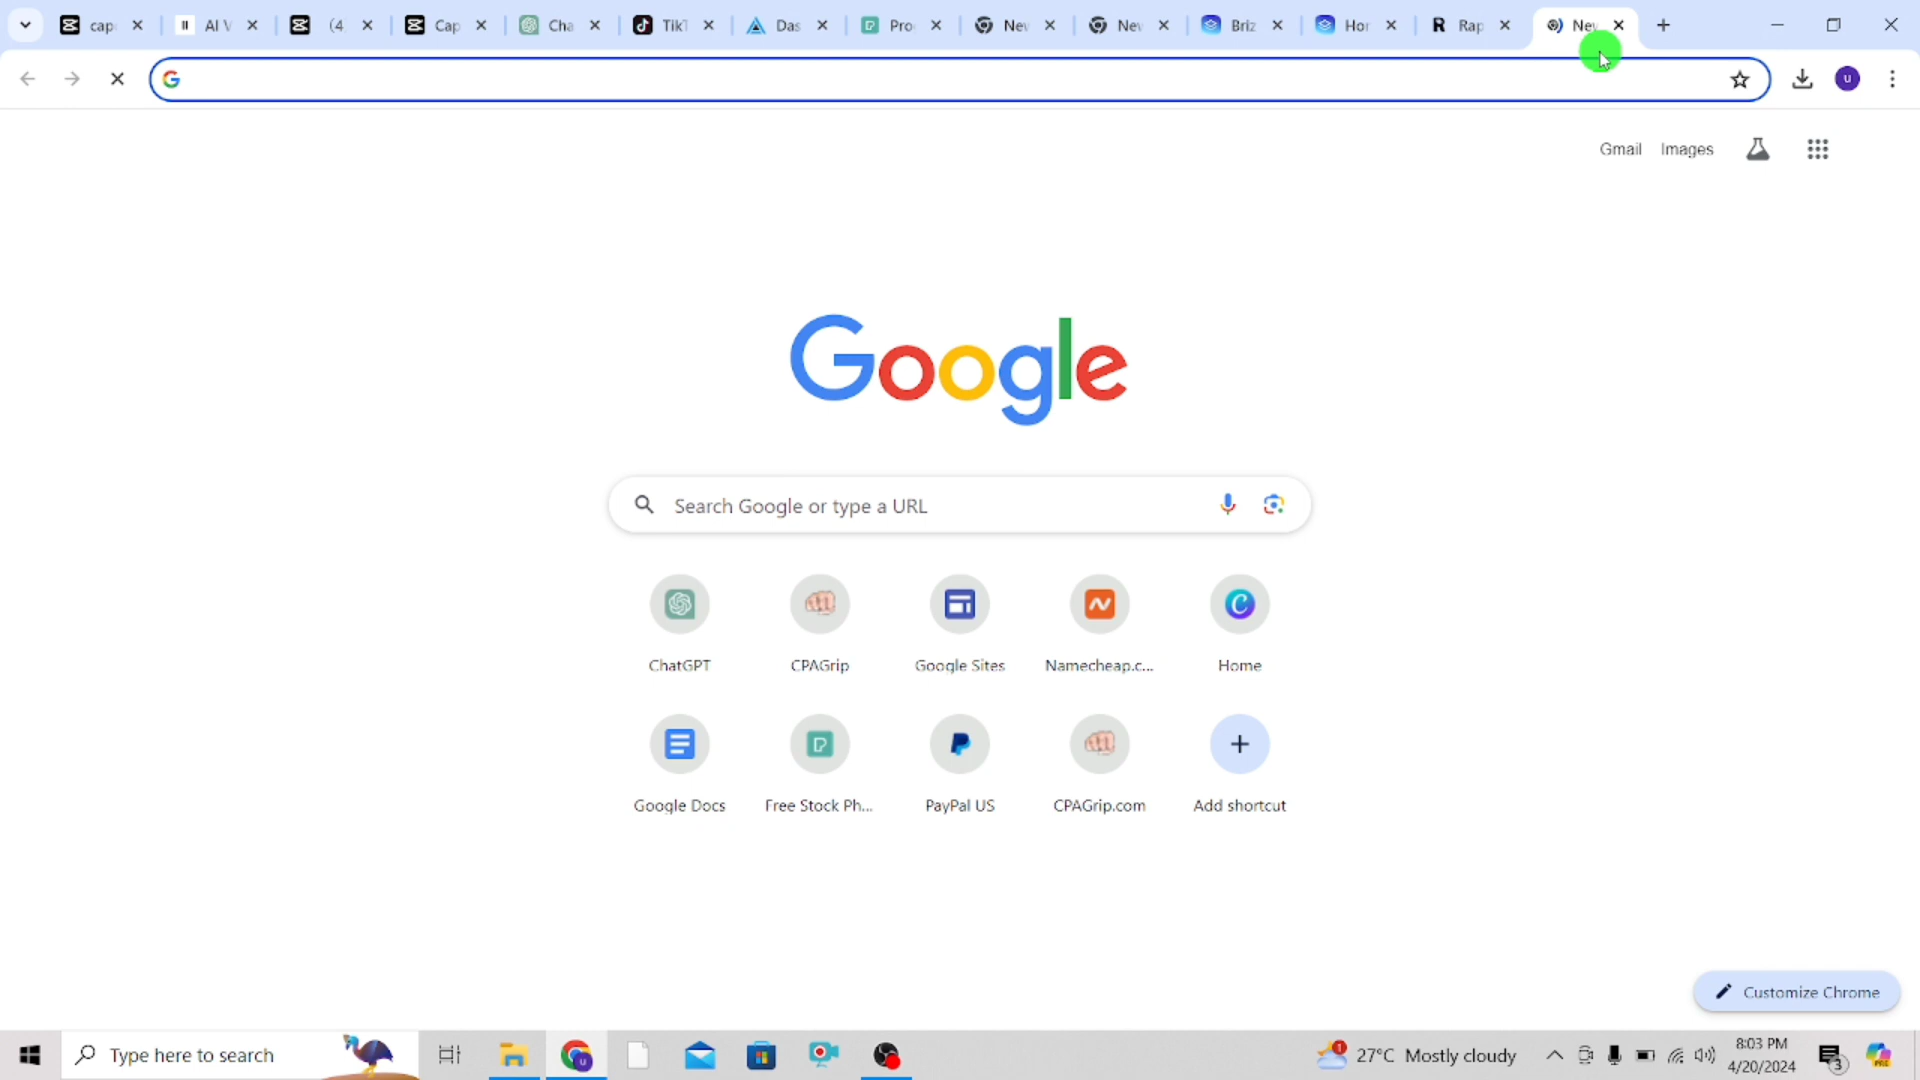 cap
AI V
(4
Cap
Cha
TikT
Das
Pro
Nev
Nev
Briz
Hor
Rap
Nev
Gmail Images
Google
Search Google or type a URL
ChatGPT
CPAGrip
Google Sites
Namecheap.c...
Home
Google Docs
Free Stock Ph...
PayPal US
CPAGrip.com
Add shortcut
Customize Chrome
Type here to search
27°C Mostly cloudy
8:03 PM
4/20/2024